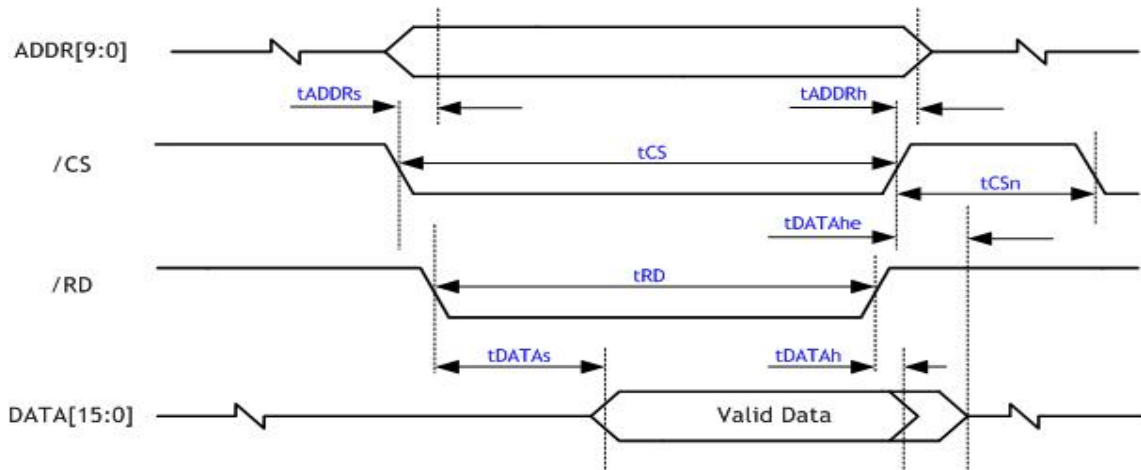 ADDR[9:0]
tADDRs
tADDRh
/CS
tCS
tCSn
tDATAhe
/RD
tRD
tDATAs
tDATAh
DATA[15:0]
Valid Data